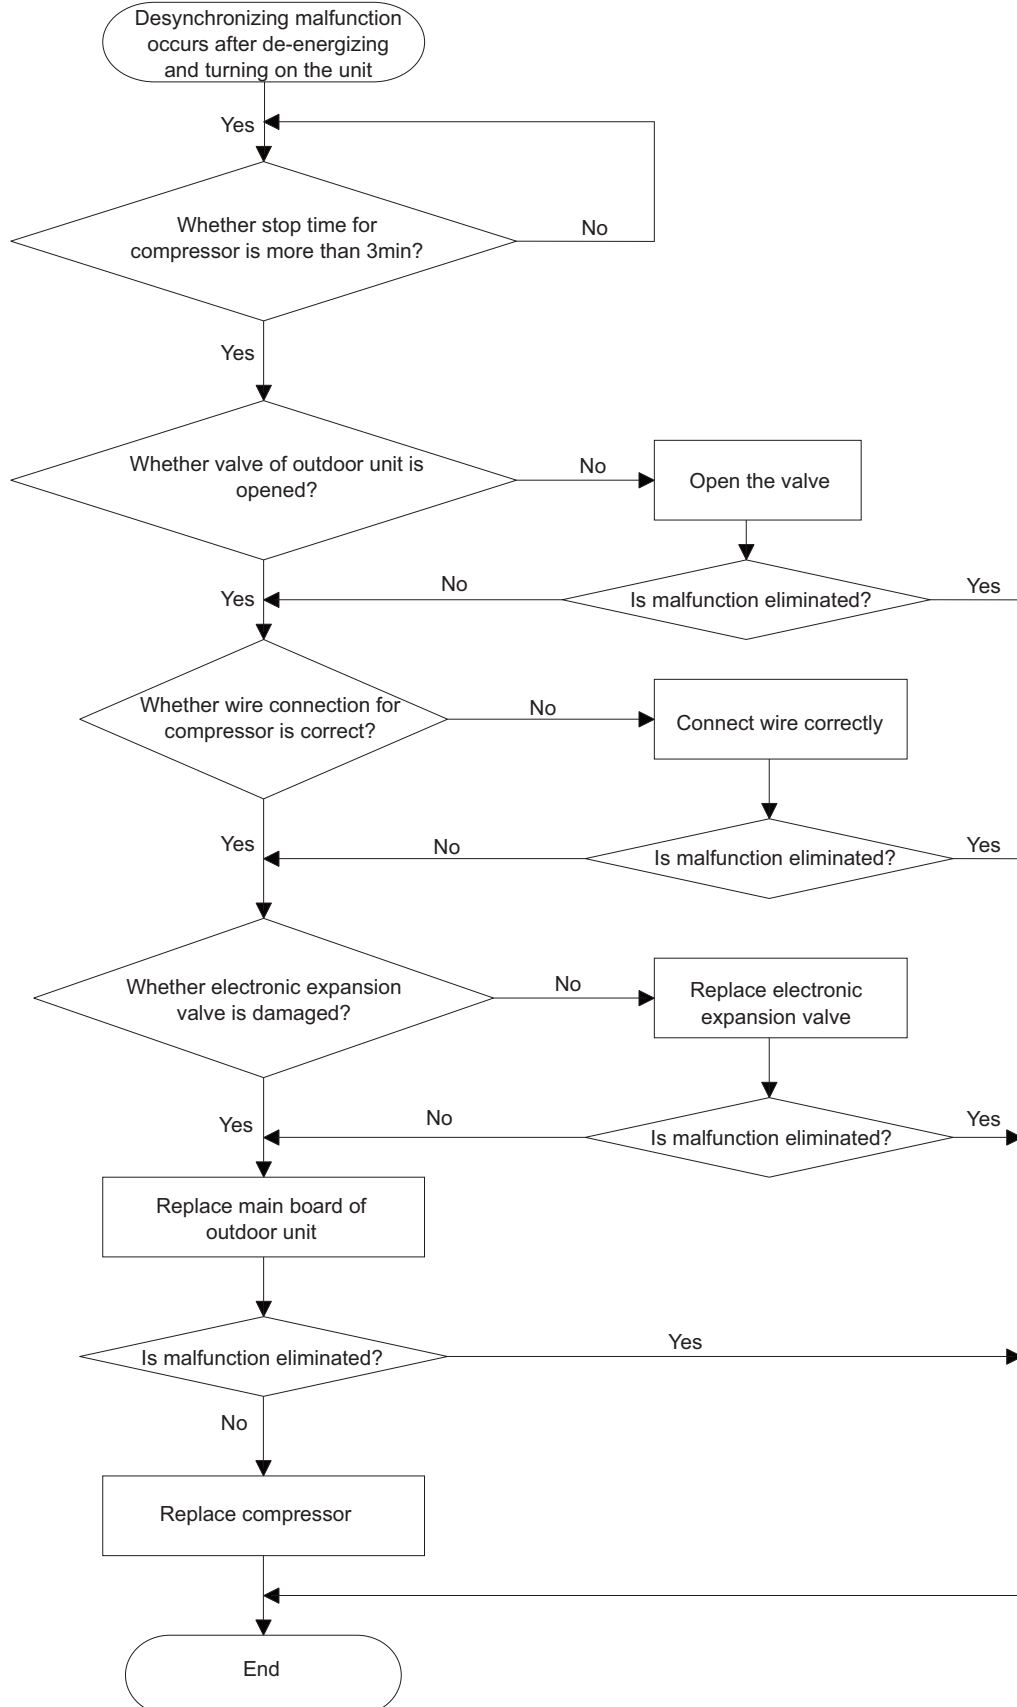 Desynchronizing malfunction
occurs after de-energizing
and turning on the unit
Yes
Whether stop time for
compressor is more than 3min?
No
Yes
Whether valve of outdoor unit is
opened?
No
Open the valve
Yes
No
Is malfunction eliminated?
Yes
Whether wire connection for
compressor is correct?
No
Connect wire correctly
Yes
No
Is malfunction eliminated?
Yes
Whether electronic expansion
valve is damaged?
No
Replace electronic
expansion valve
Yes
No
Is malfunction eliminated?
Yes
Replace main board of
outdoor unit
Is malfunction eliminated?
Yes
No
Replace compressor
End